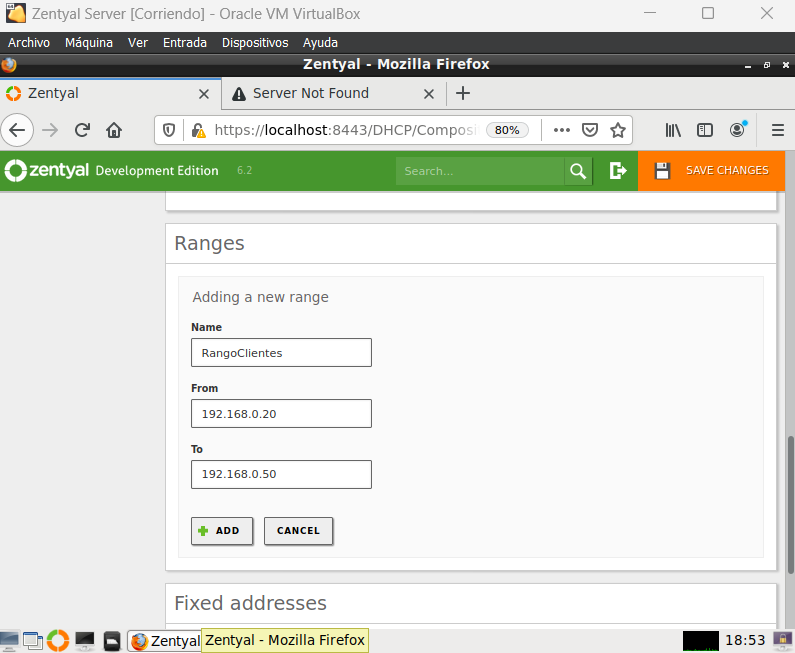 Zentyal Server [Corriendo] - Oracle VM VirtualBox
Archivo Máquina Ver Entrada Dispositivos Ayuda
Zentyal - Mozilla Firefox
Zentyal
Server Not Found
https://localhost:8443/DHCP/Composi
80%
zentyal Development Edition 6.2
Search...
SAVE CHANGES
Ranges
Adding a new range
Name
RangoClientes
From
192.168.0.20
To
192.168.0.50
ADD CANCEL
Fixed addresses
Zentyal
Zentyal - Mozilla Firefox
18:53